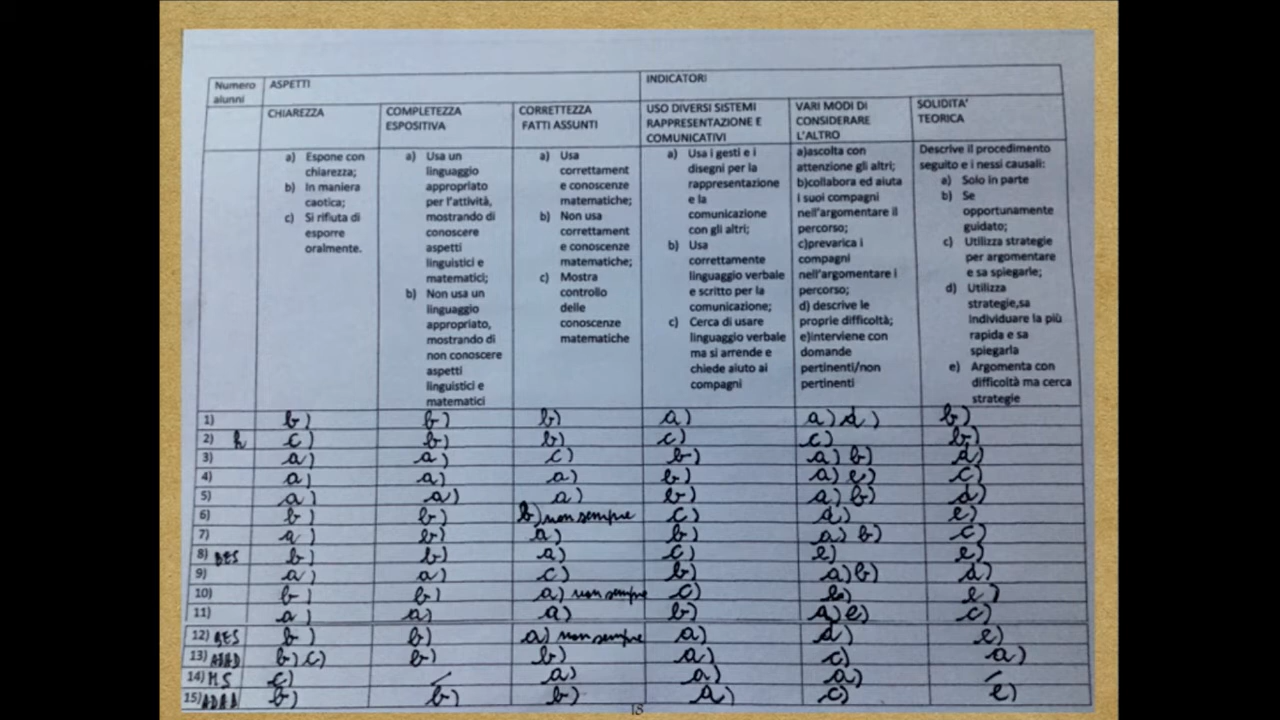 Numero alunni ASPETTI INDICATORI
CHIAREZZA
COMPLETEZZA ESPOSITIVA
CORRETTEZZA FATTI ASSUNTI
USO DIVERSI SISTEMI RAPPRESENTAZIONE E COMUNICATIVI
VARI MODI DI CONSIDERARE L'ALTRO
SOLIDITA' TEORICA
a) Espone con
chiarezza;
b) In maniera
caotica;
c) Si rifiuta di
esporre
oralmente.
a) Usa un
linguaggio
appropriato
per l'attività,
mostrando di
conoscere
aspetti
linguistici e
matematici;
b) Non usa un
linguaggio
appropriato,
mostrando di
non conoscere
aspetti
linguistici e
matematici
a) Usa
correttament
e conoscenze
matematiche;
b) Non usa
correttament
e conoscenze
matematiche;
c) Mostra
controllo
delle
conoscenze
matematiche
a) Usa i gesti e i
disegni per la
rappresentazione
e la
comunicazione
con gli altri;
b) Usa
correttamente
linguaggio verbale
e scritto per la
comunicazione;
c) Cerca di usare
linguaggio verbale
ma si arrende e
chiede aiuto ai
compagni
a)ascolta con
attenzione gli altri;
b)collabora ed aiuta
i suoi compagni
nell'argomentare il
percorso;
c)prevarica i
compagni
nell'argomentare i
percorso;
d) descrive le
proprie difficoltà;
e)interviene con
domande
pertinenti/non
pertinenti
Descrive il procedimento
seguito e i nessi causali:
a) Solo in parte
b) Se
opportunamente
guidato;
c) Utilizza strategie
per argomentare
e sa spiegarle;
d) Utilizza
strategie,sa
individuare la più
rapida e sa
spiegarla
e) Argomenta con
difficoltà ma cerca
strategie
1) b) b) b) a) a) d) b)
2) h c) b) b) c) c) b)
3) a) a) c) b) a) b) d)
4) a) a) a) b) a) e) c)
5) a) a) a) b) a) b) d)
6) b) b) b) non sempre c) d) e)
7) a) b) a) b) a) b) c)
8) BES b) b) a) c) e) e)
9) a) a) c) b) a) b) d)
10) b) b) a) non sempre c) e)
11) a) a) a) b) a) e) c)
12) BES b) b) a) non sempre a) d) e)
13) b) c) b) b) a) c) a)
14) MS c) a) a) a)
15) b) b) b) a) c) e)
18